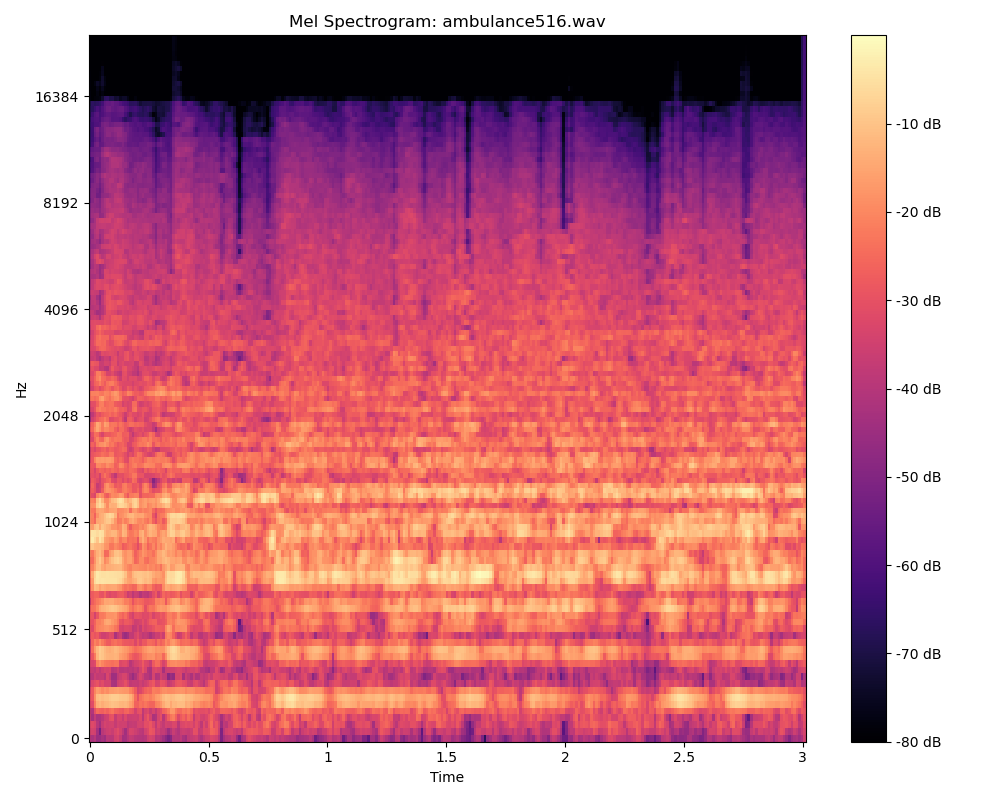 Mel Spectrogram: ambulance516.wav
16384
8192
4096
2048
1024
512
0
Hz
0
0.5
1
1.5
2
2.5
3
Time
-10 dB
-20 dB
-30 dB
-40 dB
-50 dB
-60 dB
-70 dB
-80 dB